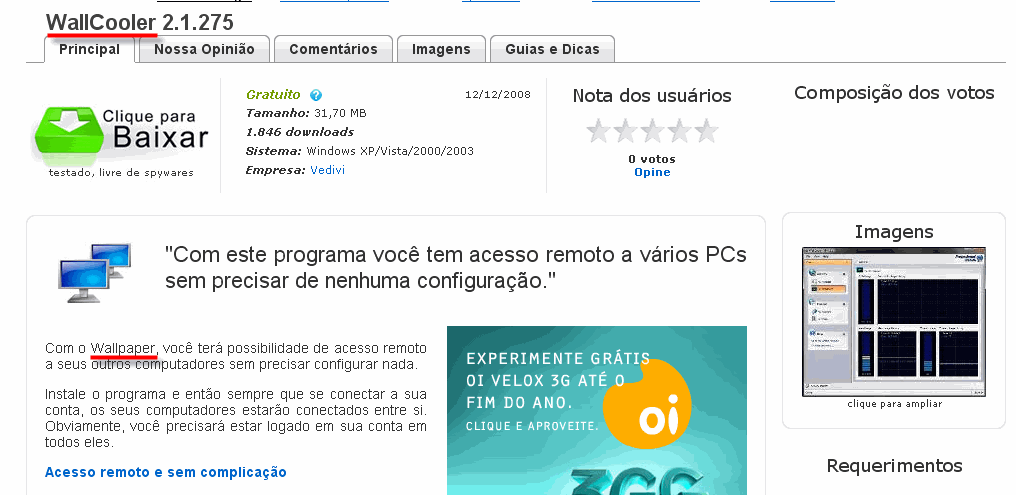 WallCooler 2.1.275
Principal
Nossa Opinião
Comentários
Imagens
Guias e Dicas
Clique para
Baixar
testado, livre de spywares
Gratuito ?
12/12/2008
Tamanho: 31,70 MB
1.846 downloads
Sistema: Windows XP/Vista/2000/2003
Empresa: Vedivi
Nota dos usuários
0 votos
Opine
Composição dos votos
"Com este programa você tem acesso remoto a vários PCs
sem precisar de nenhuma configuração."
Com o Wallpaper, você terá possibilidade de acesso remoto
a seus outros computadores sem precisar configurar nada.
Instale o programa e então sempre que se conectar a sua
conta, os seus computadores estarão conectados entre si.
Obviamente, você precisará estar logado em sua conta em
todos eles.
Acesso remoto e sem complicação
EXPERIMENTE GRÁTIS
OI VELOX 3G ATÉ O
FIM DO ANO.
CLIQUE E APROVEITE.
oi
Imagens
clique para ampliar
Requerimentos